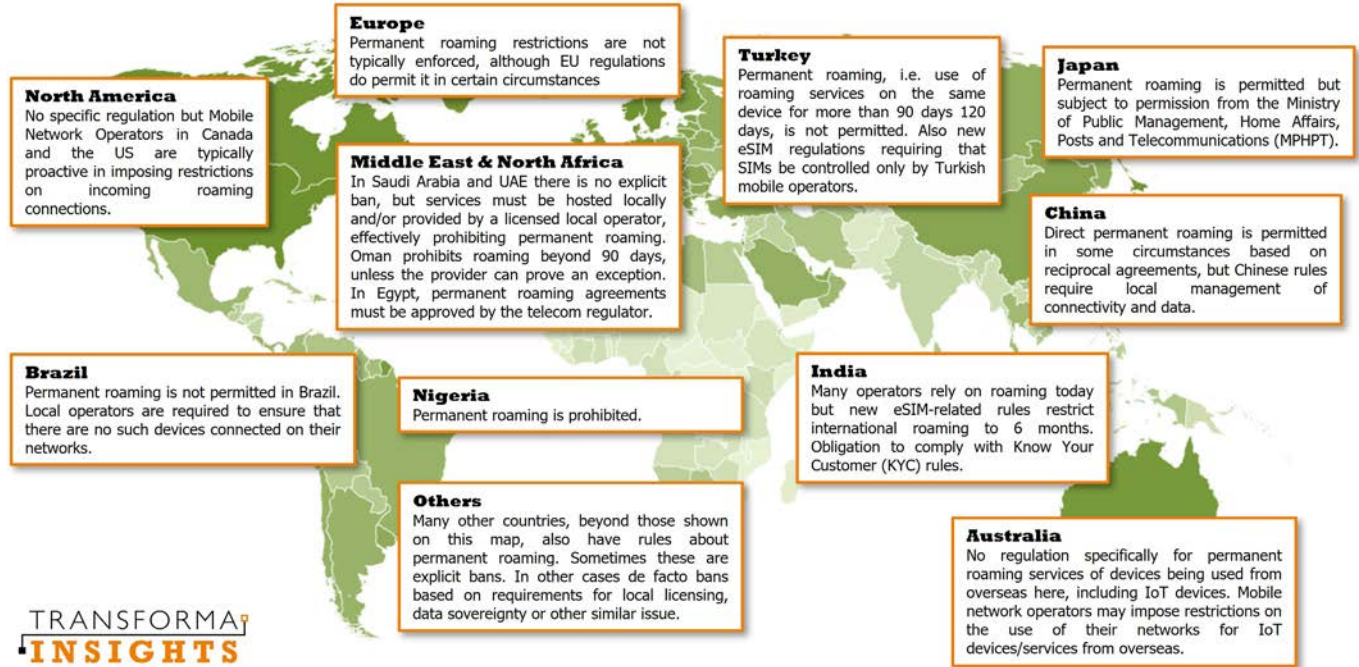 Europe
Permanent roaming restrictions are not
typically enforced, although EU regulations
do permit it in certain circumstances
North America
No specific regulation but Mobile
Network Operators in Canada
and the US are typically
proactive in imposing restrictions
on incoming roaming
connections.
Middle East & North Africa
In Saudi Arabia and UAE there is no explicit
ban, but services must be hosted locally
and/or provided by a licensed local operator,
effectively prohibiting permanent roaming.
Oman prohibits roaming beyond 90 days,
unless the provider can prove an exception.
In Egypt, permanent roaming agreements
must be approved by the telecom regulator.
Turkey
Permanent roaming, i.e. use of
roaming services on the same
device for more than 90 days 120
days, is not permitted. Also new
eSIM regulations requiring that
SIMs be controlled only by Turkish
mobile operators.
Japan
Permanent roaming is permitted but
subject to permission from the Ministry
of Public Management, Home Affairs,
Posts and Telecommunications (MPHPT).
China
Direct permanent roaming is permitted
in some circumstances based on
reciprocal agreements, but Chinese rules
require local management of
connectivity and data.
Brazil
Permanent roaming is not permitted in Brazil.
Local operators are required to ensure that
there are no such devices connected on their
networks.
Nigeria
Permanent roaming is prohibited.
India
Many operators rely on roaming today
but new eSIM-related rules restrict
international roaming to 6 months.
Obligation to comply with Know Your
Customer (KYC) rules.
Others
Many other countries, beyond those shown
on this map, also have rules about
permanent roaming. Sometimes these are
explicit bans. In other cases de facto bans
based on requirements for local licensing,
data sovereignty or other similar issue.
Australia
No regulation specifically for permanent
roaming services of devices being used from
overseas here, including IoT devices. Mobile
network operators may impose restrictions on
the use of their networks for IoT
devices/services from overseas.
TRANSFORMA
INSIGHTS